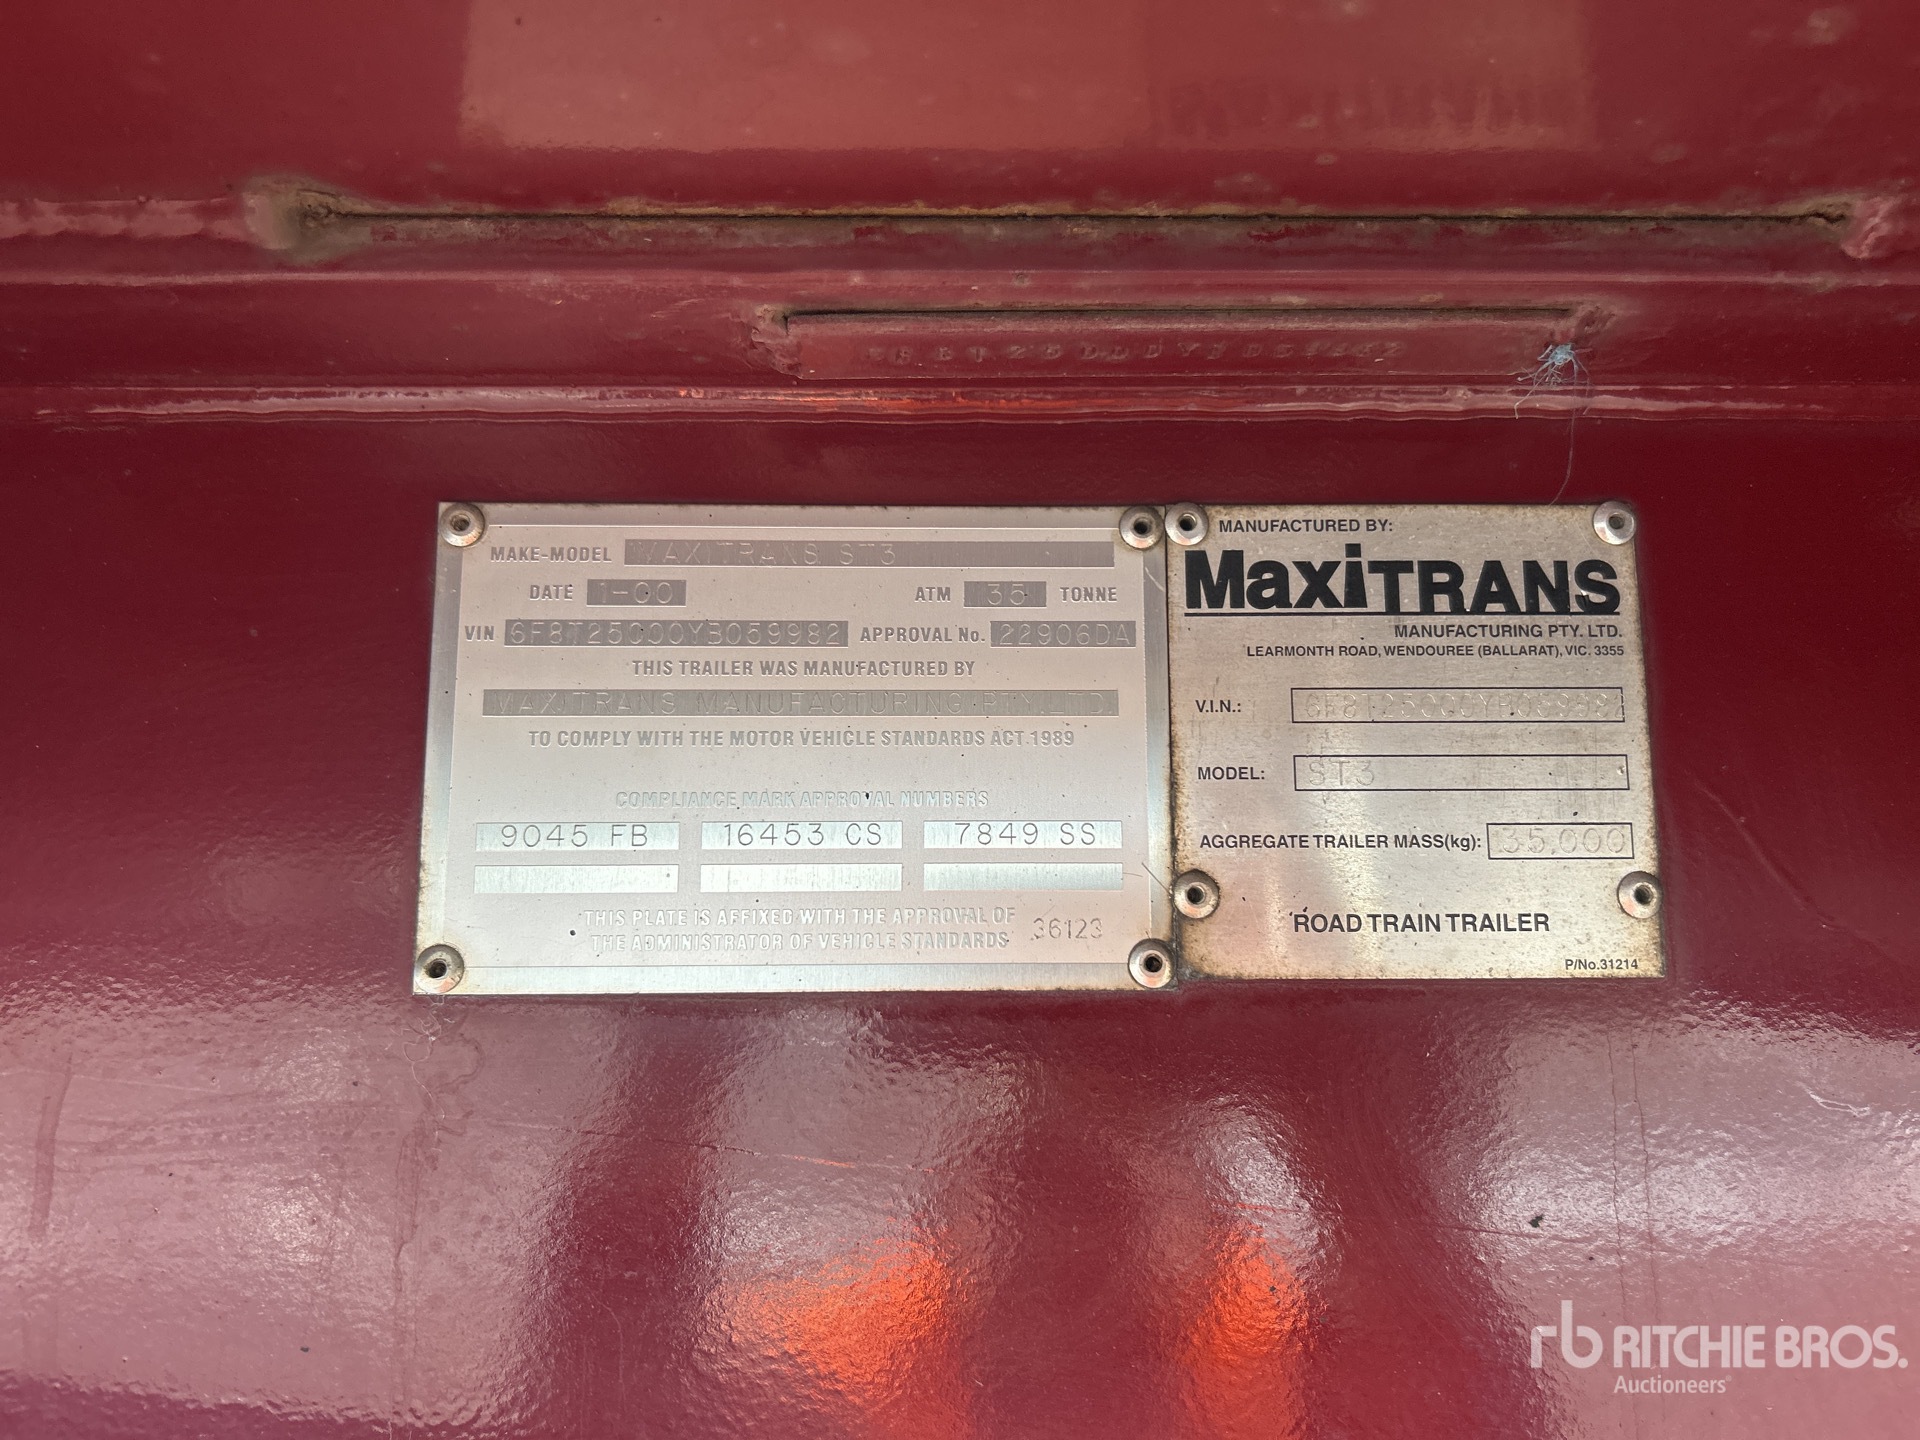 MAKE-MODEL MAXITRANS ST3
DATE 1-00 ATM 35 TONNE
VIN 6F8T25000YB059982 APPROVAL No. 22906DA
THIS TRAILER WAS MANUFACTURED BY
MAXITRANS MANUFACTURING PTY.LTD.
TO COMPLY WITH THE MOTOR VEHICLE STANDARDS ACT 1989
COMPLIANCE MARK APPROVAL NUMBERS
9045 FB 16453 CS 7849 SS
THIS PLATE IS AFFIXED WITH THE APPROVAL OF
THE ADMINISTRATOR OF VEHICLE STANDARDS 36123
MANUFACTURED BY:
MaxiTRANS
MANUFACTURING PTY. LTD.
LEARMONTH ROAD, WENDOUREE (BALLARAT), VIC. 3355
V.I.N.:
MODEL: ST3
AGGREGATE TRAILER MASS(kg): 35,000
ROAD TRAIN TRAILER
P/No.31214
rb RITCHIE BROS.
Auctioneers